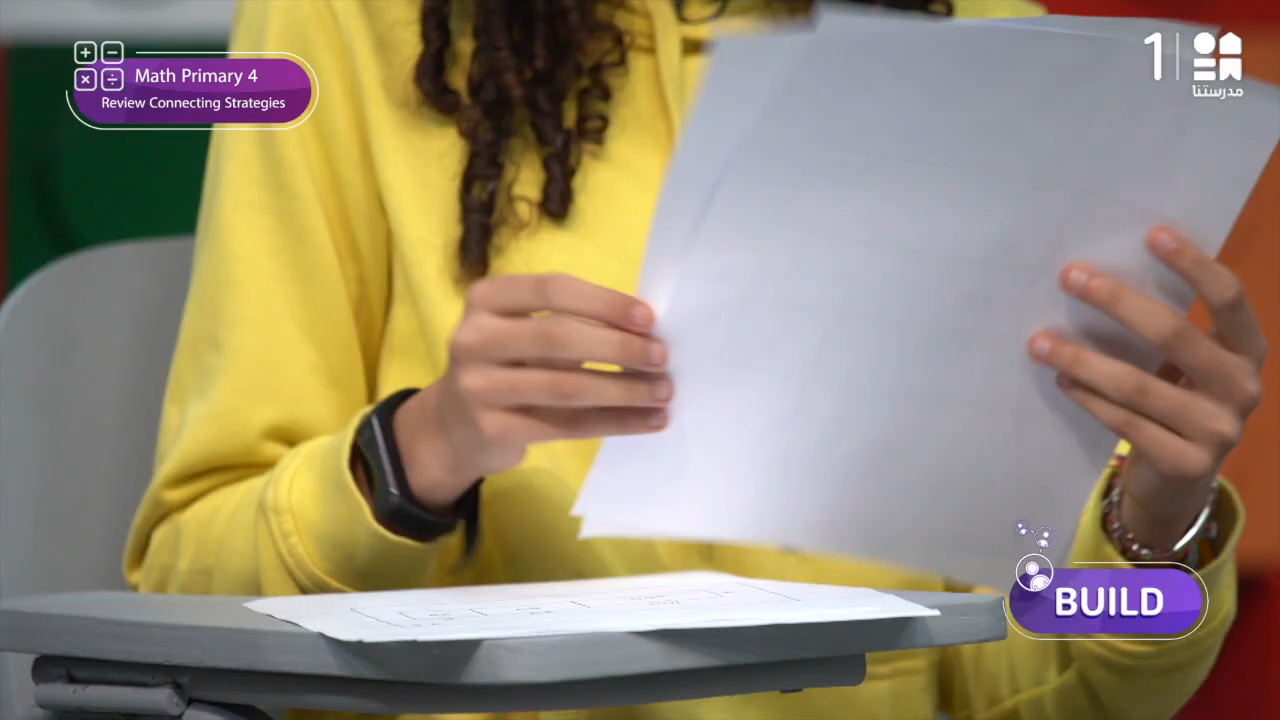 Math Primary 4
Review Connecting Strategies
1
مدرستنا
BUILD